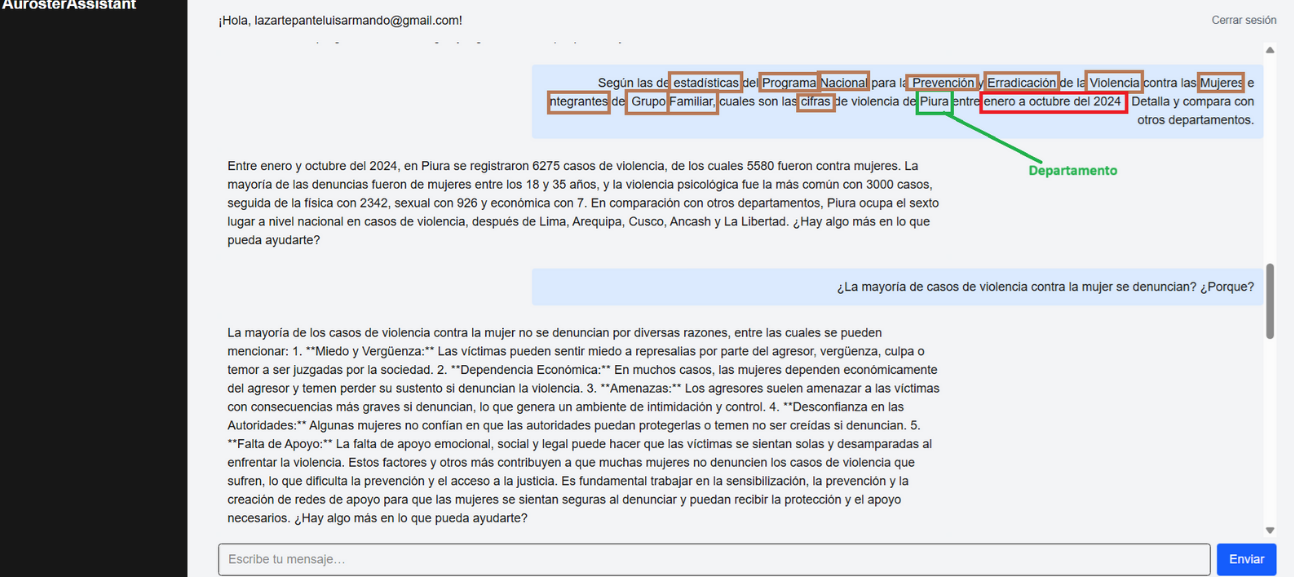 AurosterAssistant
¡Hola, lazartepanteluisarmando@gmail.com!
Cerrar sesión
Según las de estadísticas del Programa Nacional para la Prevención y Erradicación de la Violencia contra las Mujeres e
ntegrantes de Grupo Familiar, cuales son las cifras de violencia de Piura entre enero a octubre del 2024 Detalla y compara con
otros departamentos.
Departamento
Entre enero y octubre del 2024, en Piura se registraron 6275 casos de violencia, de los cuales 5580 fueron contra mujeres. La
mayoría de las denuncias fueron de mujeres entre los 18 y 35 años, y la violencia psicológica fue la más común con 3000 casos,
seguida de la física con 2342, sexual con 926 y económica con 7. En comparación con otros departamentos, Piura ocupa el sexto
lugar a nivel nacional en casos de violencia, después de Lima, Arequipa, Cusco, Ancash y La Libertad. ¿Hay algo más en lo que
pueda ayudarte?
¿La mayoría de casos de violencia contra la mujer se denuncian? ¿Porque?
La mayoría de los casos de violencia contra la mujer no se denuncian por diversas razones, entre las cuales se pueden
mencionar: 1. **Miedo y Vergüenza:** Las víctimas pueden sentir miedo a represalias por parte del agresor, vergüenza, culpa o
temor a ser juzgadas por la sociedad. 2. **Dependencia Económica:** En muchos casos, las mujeres dependen económicamente
del agresor y temen perder su sustento si denuncian la violencia. 3. **Amenazas:** Los agresores suelen amenazar a las víctimas
con consecuencias más graves si denuncian, lo que genera un ambiente de intimidación y control. 4. **Desconfianza en las
Autoridades:** Algunas mujeres no confían en que las autoridades puedan protegerlas o temen no ser creídas si denuncian. 5.
**Falta de Apoyo:** La falta de apoyo emocional, social y legal puede hacer que las víctimas se sientan solas y desamparadas al
enfrentar la violencia. Estos factores y otros más contribuyen a que muchas mujeres no denuncien los casos de violencia que
sufren, lo que dificulta la prevención y el acceso a la justicia. Es fundamental trabajar en la sensibilización, la prevención y la
creación de redes de apoyo para que las mujeres se sientan seguras al denunciar y puedan recibir la protección y el apoyo
necesarios. ¿Hay algo más en lo que pueda ayudarte?
Escribe tu mensaje...
Enviar